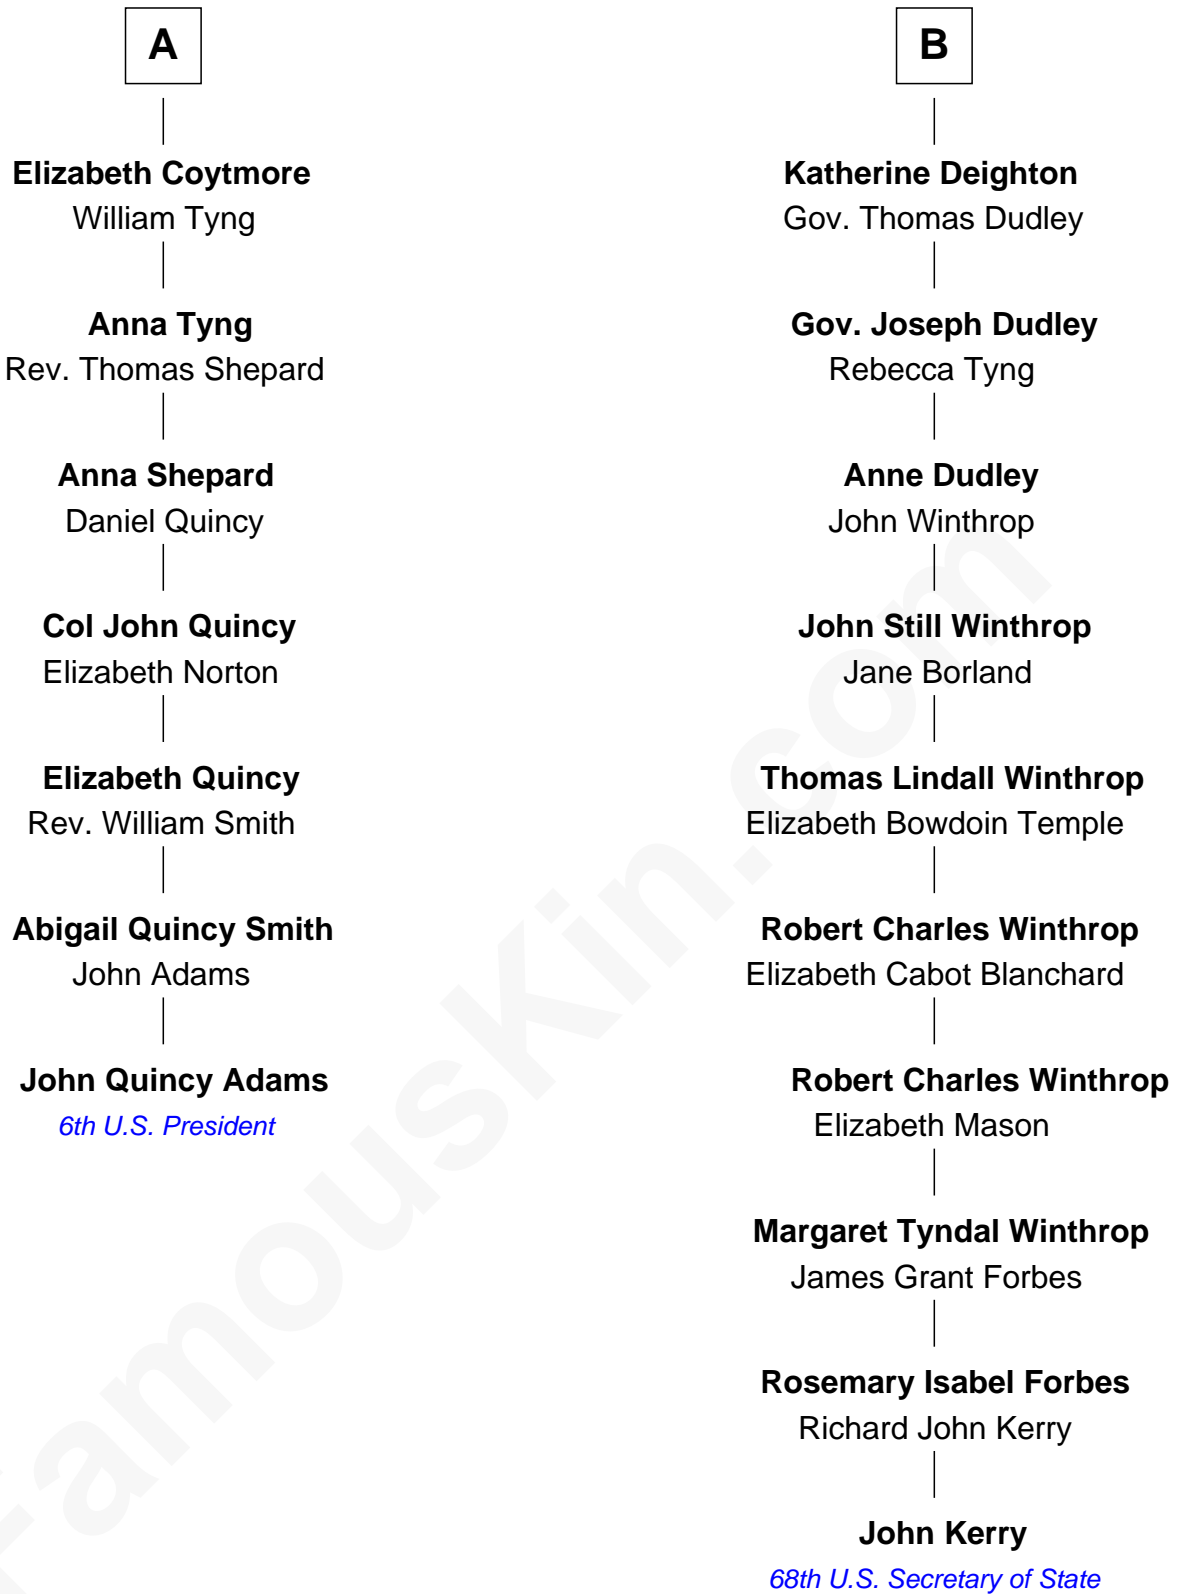 A
Elizabeth Coytmore
William Tyng
Anna Tyng
Rev. Thomas Shepard
Anna Shepard
Daniel Quincy
Col John Quincy
Elizabeth Norton
Elizabeth Quincy
Rev. William Smith
Abigail Quincy Smith
John Adams
John Quincy Adams
6th U.S. President
B
Katherine Deighton
Gov. Thomas Dudley
Gov. Joseph Dudley
Rebecca Tyng
Anne Dudley
John Winthrop
John Still Winthrop
Jane Borland
Thomas Lindall Winthrop
Elizabeth Bowdoin Temple
Robert Charles Winthrop
Elizabeth Cabot Blanchard
Robert Charles Winthrop
Elizabeth Mason
Margaret Tyndal Winthrop
James Grant Forbes
Rosemary Isabel Forbes
Richard John Kerry
John Kerry
68th U.S. Secretary of State
FamousKin.com